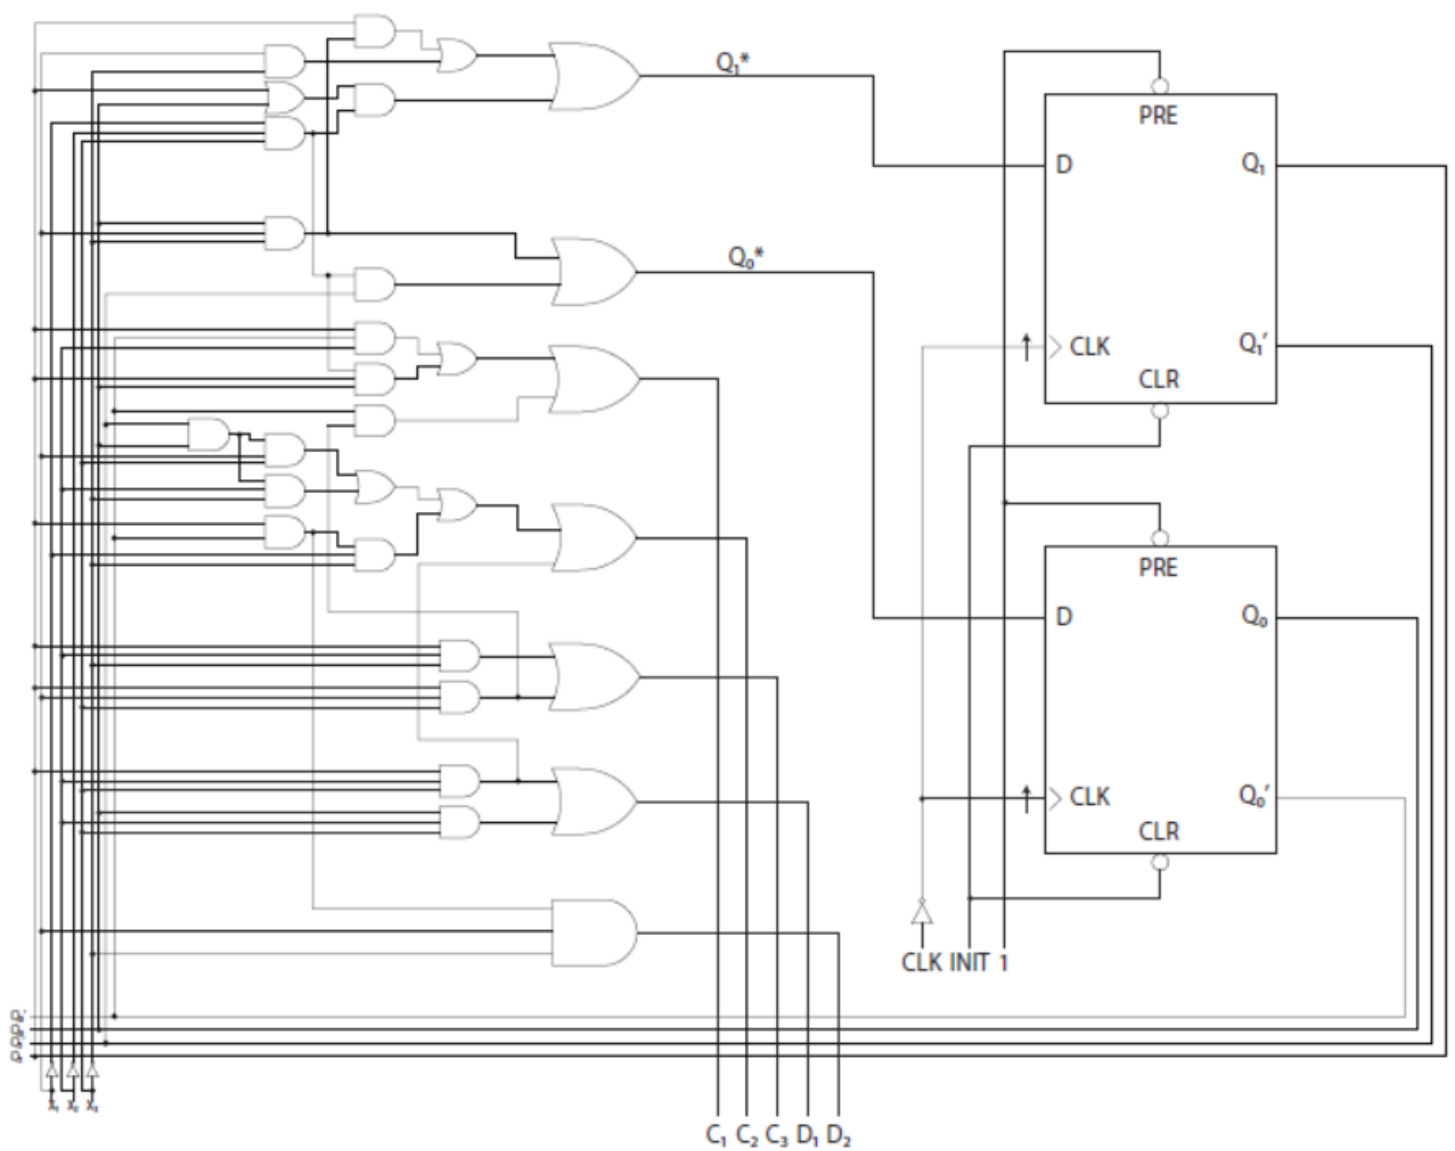 Q₁*
PRE
D
Q₁
Q₀*
CLK
Q₁′
CLR
PRE
D
Q₀
CLK
Q₀′
CLR
CLK INIT 1
X₁ X₂ X₃
C₁ C₂ C₃ D₁ D₂